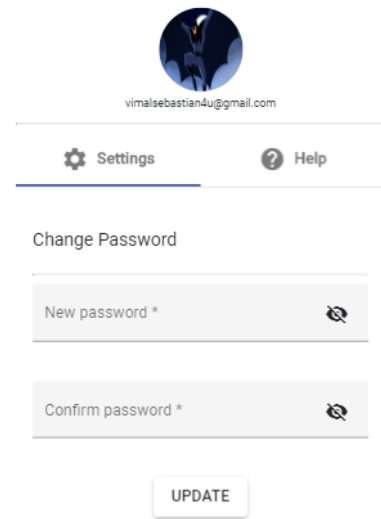 vimalsebastian4u@gmail.com
Settings Help
Change Password
New password *
Confirm password *
UPDATE